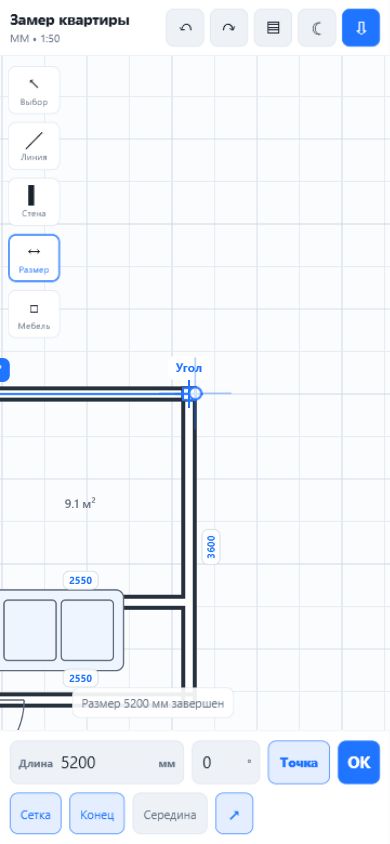 Замер квартиры
ММ • 1:50
Выбор
Линия
Стена
Размер
Мебель
Угол
9.1 м²
3600
2550
2550
Размер 5200 мм завершен
Длина 5200 мм
0 °
Точка
OK
Сетка
Конец
Середина